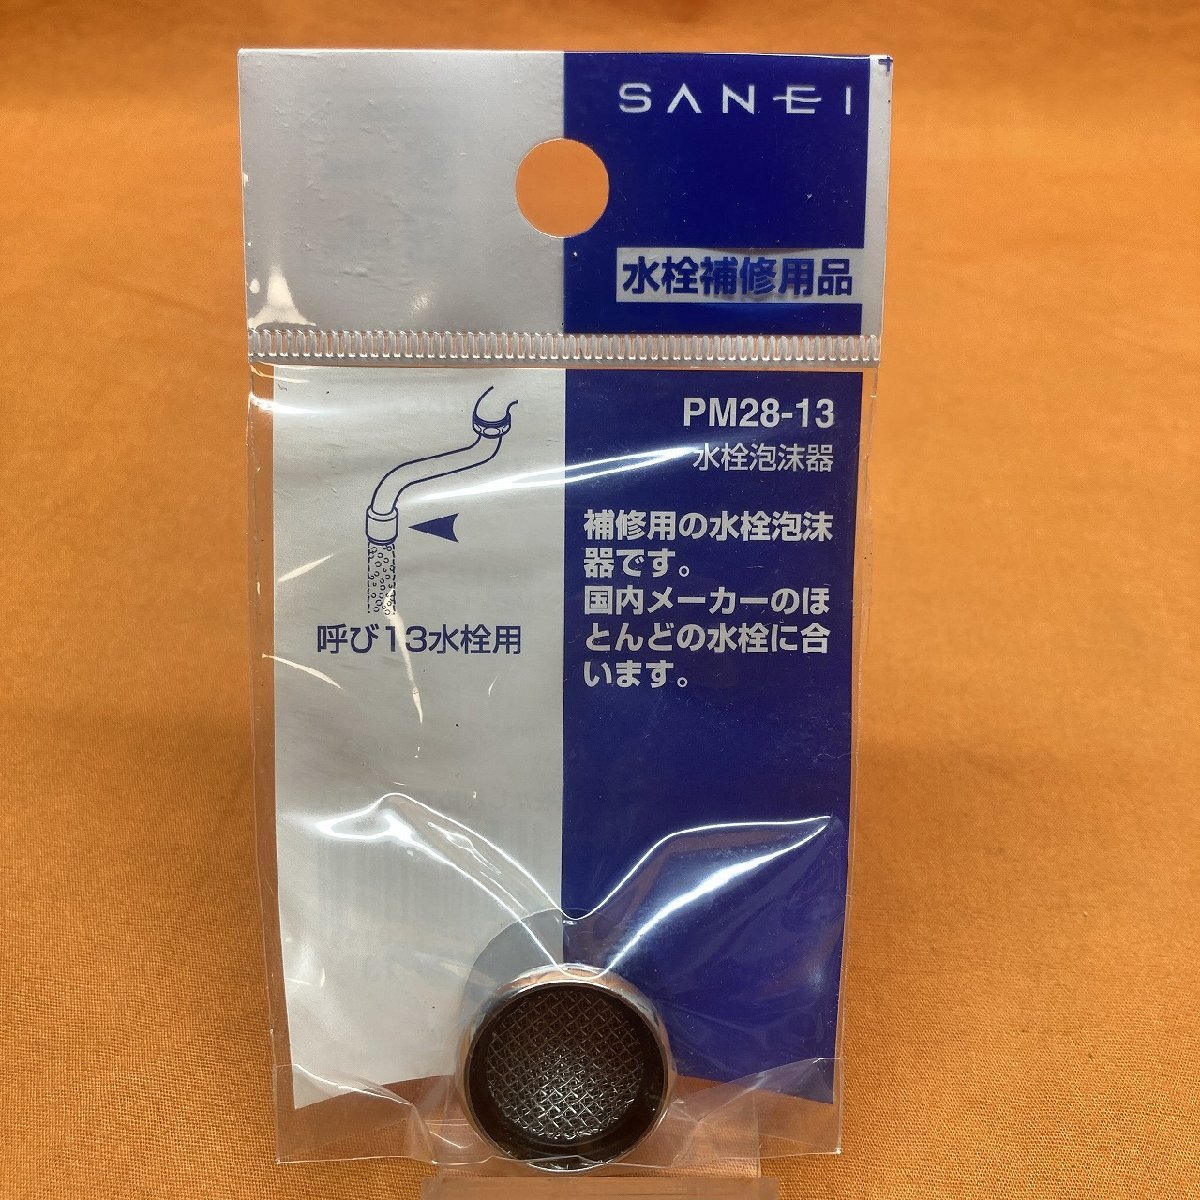 SANEI
水栓補修用品
PM28-13
水栓泡沫器
補修用の水栓泡沫
器です。
国内メーカーのほ
とんどの水栓に合
います。
呼び13水栓用